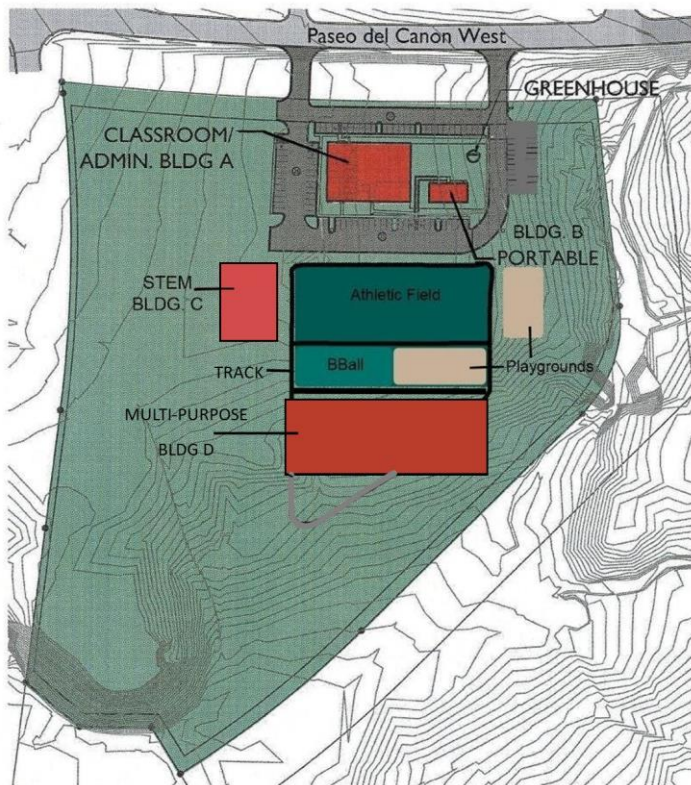 Paseo del Canon West
GREENHOUSE
CLASSROOM/
ADMIN. BLDG A
BLDG. B
PORTABLE
STEM
BLDG. C
Athletic Field
TRACK
BBall
Playgrounds
MULTI-PURPOSE
BLDG D